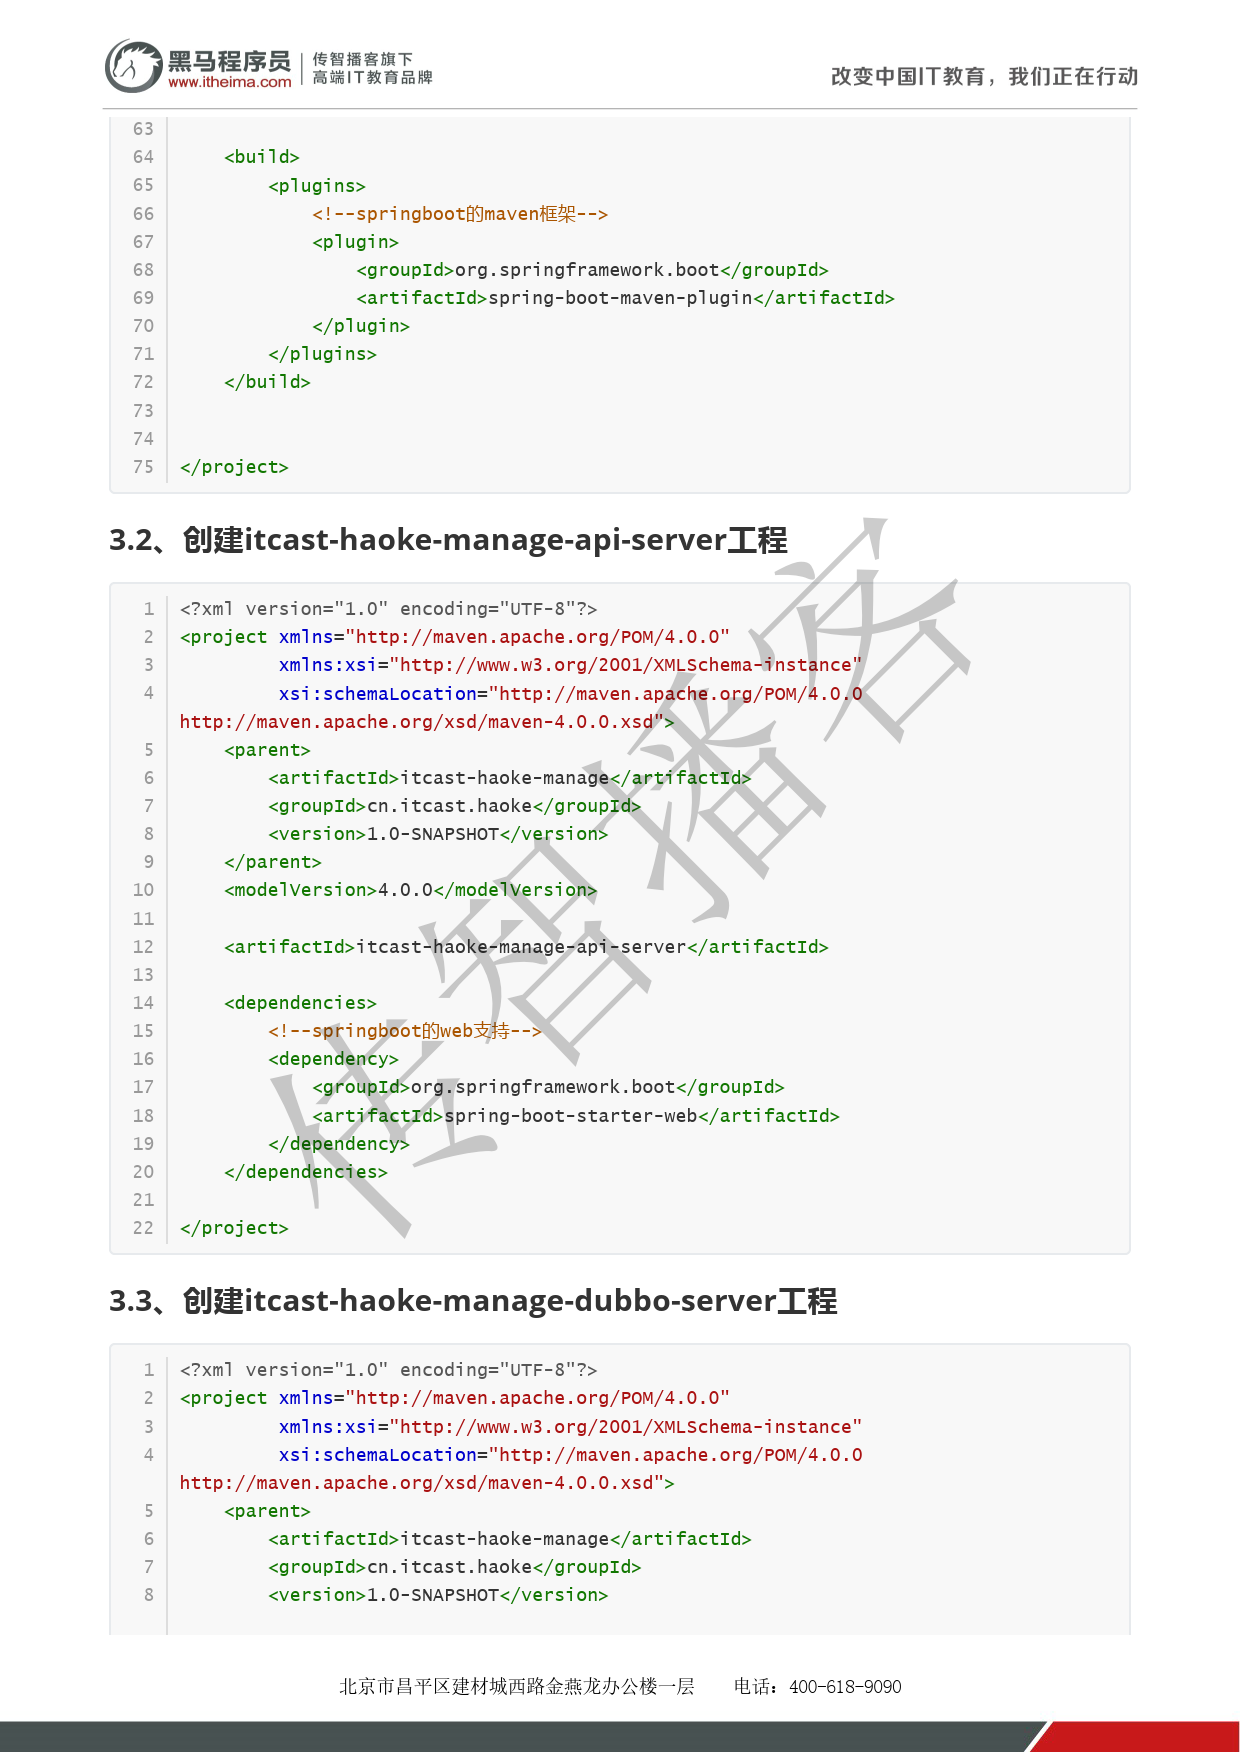 黑马程序员
www.itheima.com
传智播客旗下
高端IT教育品牌
改变中国IT教育，我们正在行动
63
64     <build>
65         <plugins>
66             <!--springboot的maven框架-->
67             <plugin>
68                 <groupId>org.springframework.boot</groupId>
69                 <artifactId>spring-boot-maven-plugin</artifactId>
70             </plugin>
71         </plugins>
72     </build>
73
74
75 </project>
3.2、创建itcast-haoke-manage-api-server工程
1 <?xml version="1.0" encoding="UTF-8"?>
2 <project xmlns="http://maven.apache.org/POM/4.0.0"
3          xmlns:xsi="http://www.w3.org/2001/XMLSchema-instance"
4          xsi:schemaLocation="http://maven.apache.org/POM/4.0.0
http://maven.apache.org/xsd/maven-4.0.0.xsd">
5     <parent>
6         <artifactId>itcast-haoke-manage</artifactId>
7         <groupId>cn.itcast.haoke</groupId>
8         <version>1.0-SNAPSHOT</version>
9     </parent>
10     <modelVersion>4.0.0</modelVersion>
11
12     <artifactId>itcast-haoke-manage-api-server</artifactId>
13
14     <dependencies>
15         <!--springboot的web支持-->
16         <dependency>
17             <groupId>org.springframework.boot</groupId>
18             <artifactId>spring-boot-starter-web</artifactId>
19         </dependency>
20     </dependencies>
21
22 </project>
传智播客
3.3、创建itcast-haoke-manage-dubbo-server工程
1 <?xml version="1.0" encoding="UTF-8"?>
2 <project xmlns="http://maven.apache.org/POM/4.0.0"
3          xmlns:xsi="http://www.w3.org/2001/XMLSchema-instance"
4          xsi:schemaLocation="http://maven.apache.org/POM/4.0.0
http://maven.apache.org/xsd/maven-4.0.0.xsd">
5     <parent>
6         <artifactId>itcast-haoke-manage</artifactId>
7         <groupId>cn.itcast.haoke</groupId>
8         <version>1.0-SNAPSHOT</version>
北京市昌平区建材城西路金燕龙办公楼一层 电话：400-618-9090